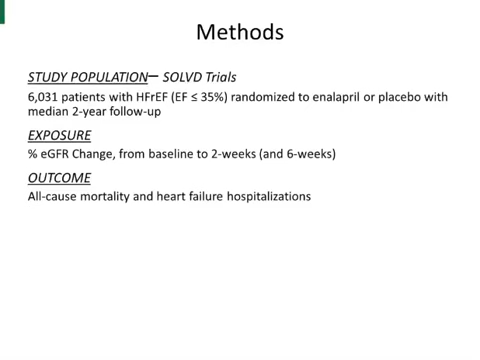 Methods
STUDY POPULATION– SOLVD Trials
6,031 patients with HFrEF (EF ≤ 35%) randomized to enalapril or placebo with
median 2-year follow-up
EXPOSURE
% eGFR Change, from baseline to 2-weeks (and 6-weeks)
OUTCOME
All-cause mortality and heart failure hospitalizations